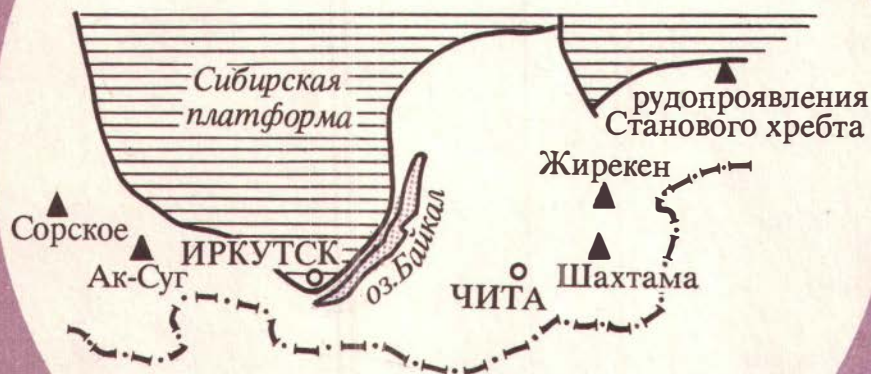 Сибирская
платформа
рудопроявления
Станового хребта
Жирекен
Сорское
Ак-Суг
ИРКУТСК
оз.Байкал
ЧИТА
Шахтама